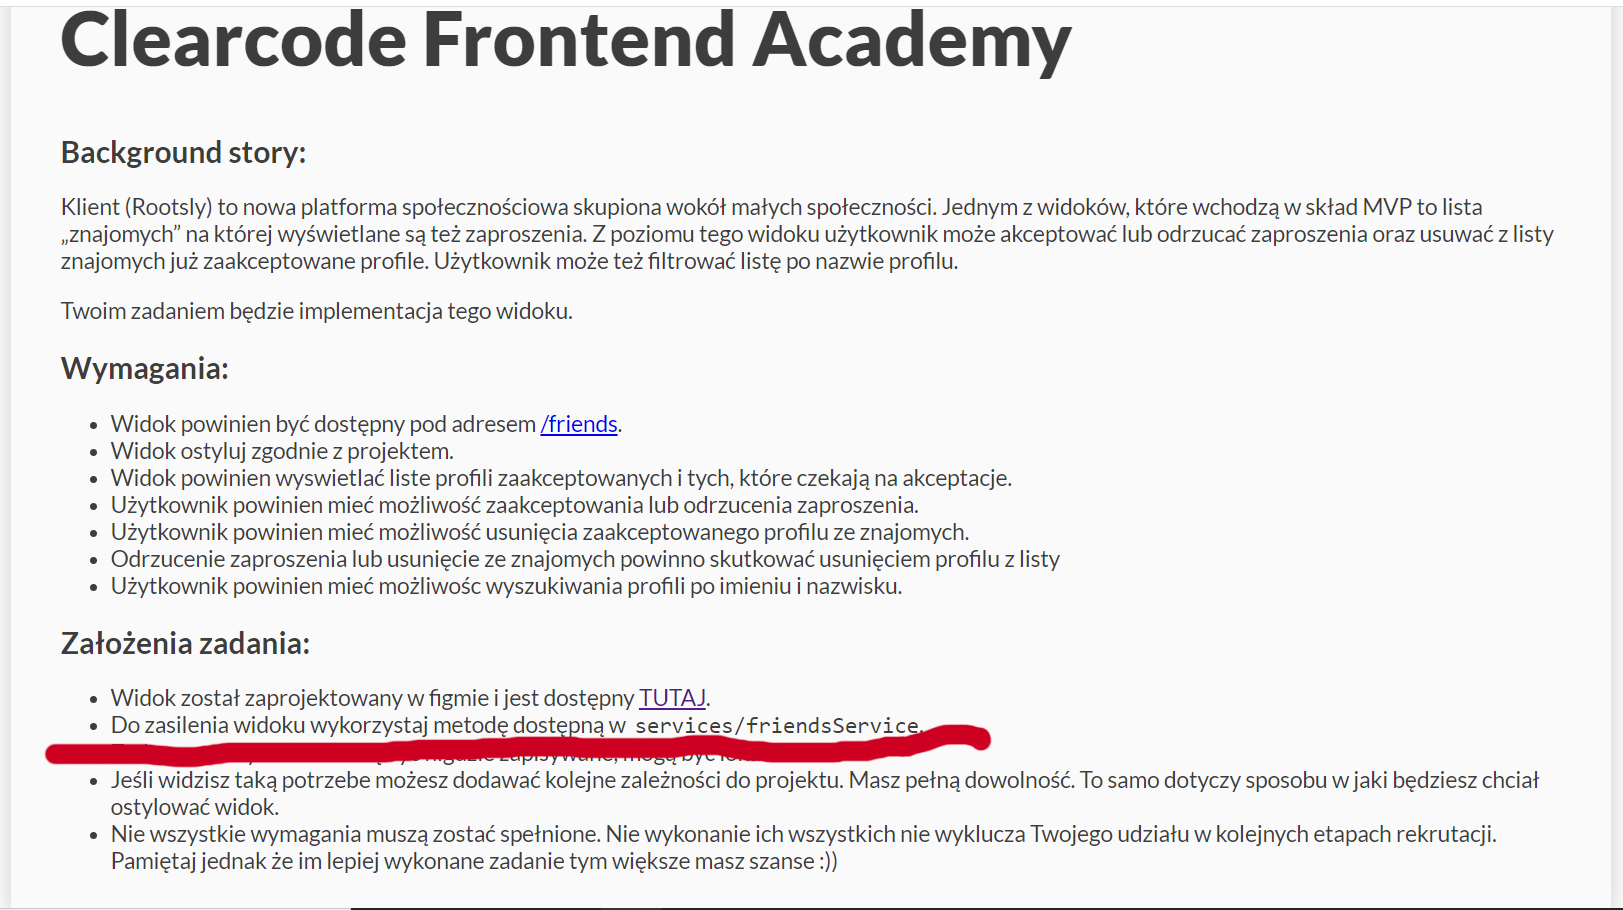 Clearcode Frontend Academy
Background story:
Klient (Rootsly) to nowa platforma społecznościowa skupiona wokół małych społeczności. Jednym z widoków, które wchodzą w skład MVP to lista
„znajomych” na której wyświetlane są też zaproszenia. Z poziomu tego widoku użytkownik może akceptować lub odrzucać zaproszenia oraz usuwać z listy
znajomych już zaakceptowane profile. Użytkownik może też filtrować listę po nazwie profilu.
Twoim zadaniem będzie implementacja tego widoku.
Wymagania:
• Widok powinien być dostępny pod adresem /friends.
• Widok ostyluj zgodnie z projektem.
• Widok powinien wyswietlać liste profili zaakceptowanych i tych, które czekają na akceptacje.
• Użytkownik powinien mieć możliwość zaakceptowania lub odrzucenia zaproszenia.
• Użytkownik powinien mieć możliwość usunięcia zaakceptowanego profilu ze znajomych.
• Odrzucenie zaproszenia lub usunięcie ze znajomych powinno skutkować usunięciem profilu z listy
• Użytkownik powinien mieć możliwośc wyszukiwania profili po imieniu i nazwisku.
Założenia zadania:
• Widok został zaprojektowany w figmie i jest dostępny TUTAJ.
• Do zasilenia widoku wykorzystaj metodę dostępną w services/friendsService.
zapisywane, mogą być
• Jeśli widzisz taką potrzebe możesz dodawać kolejne zależności do projektu. Masz pełną dowolność. To samo dotyczy sposobu w jaki będziesz chciał
ostylować widok.
• Nie wszystkie wymagania muszą zostać spełnione. Nie wykonanie ich wszystkich nie wyklucza Twojego udziału w kolejnych etapach rekrutacji.
Pamiętaj jednak że im lepiej wykonane zadanie tym większe masz szanse :))